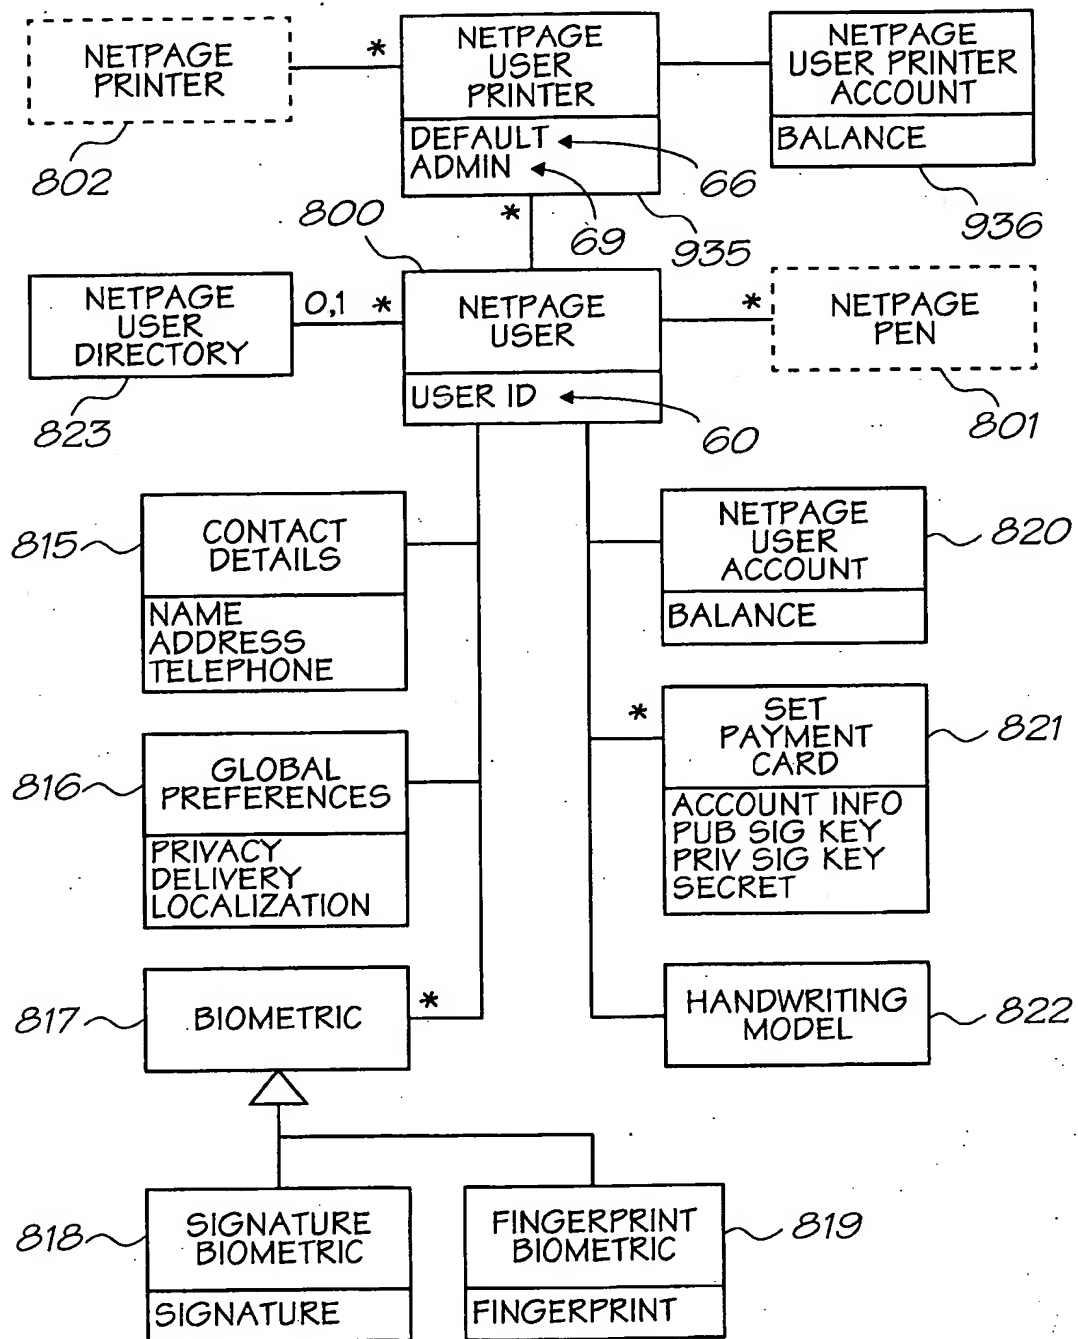 NETPAGE
PRINTER
802
*
NETPAGE
USER
PRINTER
DEFAULT
ADMIN
66
69
935
NETPAGE
USER PRINTER
ACCOUNT
BALANCE
936
800
*
NETPAGE
USER
DIRECTORY
823
0,1 *
NETPAGE
USER
USER ID
60
*
NETPAGE
PEN
801
815
CONTACT
DETAILS
NAME
ADDRESS
TELEPHONE
NETPAGE
USER
ACCOUNT
BALANCE
820
816
GLOBAL
PREFERENCES
PRIVACY
DELIVERY
LOCALIZATION
*
SET
PAYMENT
CARD
ACCOUNT INFO
PUB SIG KEY
PRIV SIG KEY
SECRET
821
817
BIOMETRIC
*
HANDWRITING
MODEL
822
818
SIGNATURE
BIOMETRIC
SIGNATURE
FINGERPRINT
BIOMETRIC
FINGERPRINT
819